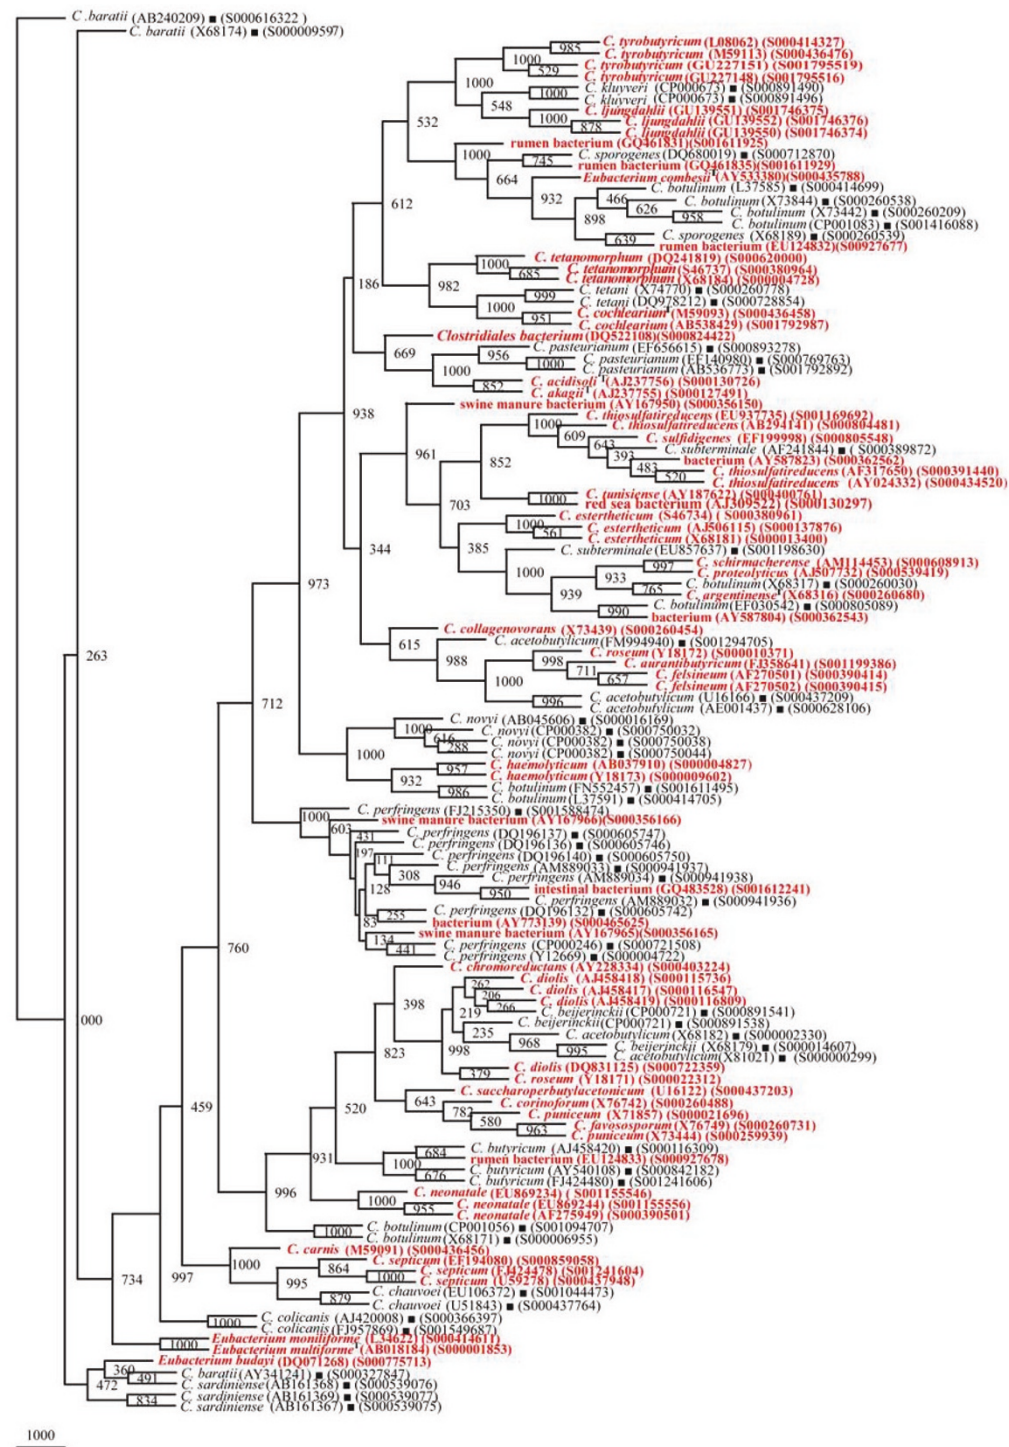 C .baratii (AB240209) ■ (S000616322 )
C. baratii (X68174) ■ (S000009597)
C. tyrobutyricum (L08062) (S000414327)
985
C. tyrobutyricum (M59113) (S000436476)
1000
C. tyrobutyricum (GU227151) (S001795519)
529
C. tyrobutyricum (GU227148) (S001795516)
1000
C. kluyveri (CP000673) ■ (S000891490)
1000
C. kluyveri (CP000673) ■ (S000891496)
548
C. ljungdahlii (GU139551) (S001746375)
1000
C. ljungdahlii (GU139552) (S001746376)
878
C. ljungdahlii (GU139550) (S001746374)
532
rumen bacterium (GQ461831)(S001611925)
1000
C. sporogenes (DQ680019) ■ (S000712870)
745
rumen bacterium (GQ461835)(S001611929)
664
Eubacterium combesii T (AY533380)(S000435788)
932
C. botulinum (L37585) ■ (S000414699)
466
C. botulinum (X73844) ■ (S000260538)
626
C. botulinum (X73442) ■ (S000260209)
958
C. botulinum (CP001083) ■ (S001416088)
898
C. sporogenes (X68189) ■ (S000260539)
639
rumen bacterium (EU124832)(S00927677)
612
C. tetanomorphum (DQ241819) (S000620000)
1000
C. tetanomorphum (S46737) (S000380964)
685
C. tetanomorphum (X68184) (S000004728)
982
C. tetani (X74770) ■ (S000260778)
999
C. tetani (DQ978212) ■ (S000728854)
1000
C. cochlearium T (M59093) (S000436458)
951
C. cochlearium (AB538429) (S001792987)
186
Clostridiales bacterium (DQ522108)(S000824422)
669
C. pasteurianum (EF656615) ■ (S000893278)
956
C. pasteurianum (EF140980) ■ (S000769763)
1000
C. pasteurianum (AB536773) ■ (S001792892)
1000
C. acidisoli T (AJ237756) (S000130726)
852
C. akagii T (AJ237755) (S000127491)
938
swine manure bacterium (AY167950) (S000356150)
961
C. thiosulfatireducens (EU937735) (S001169692)
1000
C. thiosulfatireducens (AB294141) (S000804481)
609
C. sulfidigenes (EF199998) (S000805548)
643
C. subterminale (AF241844) ■ ( S000389872)
393
bacterium (AY587823) (S000362562)
483
C. thiosulfatireducens (AF317650) (S000391440)
520
C. thiosulfatireducens (AY024332) (S000434520)
852
C. tunisiense (AY187622) (S000400761)
1000
red sea bacterium (AJ309522) (S000130297)
703
C. estertheticum (S46734) ( S000380961)
1000
C. estertheticum (AJ506115) (S000137876)
561
C. estertheticum (X68181) (S000013400)
385
C. subterminale (EU857637) ■ (S001198630)
1000
C. schirmacherense (AM114453) (S000608913)
997
C. proteolyticus (AJ507732) (S000539419)
933
C. botulinum (X68317) ■ (S000260030)
765
C. argentinense T (X68316) (S000260680)
939
C. botulinum(EF030542) ■ (S000805089)
990
bacterium (AY587804) (S000362543)
344
973
C. collagenovorans (X73439) (S000260454)
615
C. acetobutylicum (FM994940) ■ (S001294705)
988
C. roseum (Y18172) (S000010371)
998
C. aurantibutyricum (FJ358641) (S001199386)
711
C. felsineum (AF270501) (S000390414)
657
C. felsineum (AF270502) (S000390415)
1000
C. acetobutylicum (U16166) ■ (S000437209)
996
C. acetobutylicum (AE001437) ■ (S000628106)
263
712
C. novyi (AB045606) ■ (S000016169)
1000
C. novyi (CP000382) ■ (S000750032)
616
C. novyi (CP000382) ■ (S000750038)
288
C. novyi (CP000382) ■ (S000750044)
1000
C. haemolyticum (AB037910) (S000004827)
957
C. haemolyticum (Y18173) (S000009602)
932
C. botulinum (FN552457) ■ (S001611495)
986
C. botulinum (L37591) ■ (S000414705)
C. perfringens (FJ215350) ■ (S001588474)
1000
swine manure bacterium (AY167966)(S000356166)
603
C. perfringens (DQ196137) ■ (S000605747)
431
C. perfringens (DQ196136) ■ (S000605746)
197
C. perfringens (DQ196140) ■ (S000605750)
111
C. perfringens (AM889033) ■ (S000941937)
308
C. perfringens (AM889034) ■ (S000941938)
946
intestinal bacterium (GQ483528) (S001612241)
950
C. perfringens (AM889032) ■ (S000941936)
128
C. perfringens (DQ196132) ■ (S000605742)
255
83
bacterium (AY773139) (S000465625)
swine manure bacterium (AY167965)(S000356165)
134
C. perfringens (CP000246) ■ (S000721508)
441
C. perfringens (Y12669) ■ (S000004722)
760
C. chromoreductans (AY228334) (S000403224)
398
C. diolis (AJ458418) (S000115736)
262
C. diolis (AJ458417) (S000116547)
206
C. diolis (AJ458419) (S000116809)
266
C. beijerinckii (CP000721) ■ (S000891541)
219
C. beijerinckii(CP000721) ■ (S000891538)
235
C. acetobutylicum (X68182) ■ (S000002330)
968
C. beijerinckii (X68179) ■ (S000014607)
995
C. acetobutylicum(X81021) ■ (S000000299)
998
C. diolis (DQ831125) (S000722359)
379
C. roseum (Y18171) (S000022312)
000
823
C. saccharoperbutylacetonicum (U16122) (S000437203)
643
C. corinoforum (X76742) (S000260488)
782
C. puniceum (X71857) (S000021696)
580
C. favososporum (X76749) (S000260731)
963
C. puniceum (X73444) (S000259939)
520
459
C. butyricum (AJ458420) ■ (S000116309)
684
rumen bacterium (EU124833) (S000927678)
1000
C. butyricum (AY540108) ■ (S000842182)
676
C. butyricum (FJ424480) ■ (S001241606)
931
C. neonatale (EU869234) ( S001155546)
1000
C. neonatale (EU869244) (S001155556)
955
C. neonatale (AF275949) (S000390501)
996
C. botulinum (CP001056) ■ (S001094707)
1000
C. botulinum (X68171) ■ (S000006955)
C. carnis (M59091) (S000436456)
1000
C. septicum (EF194080) (S000859058)
864
C. septicum (FJ424478) (S001241604)
1000
C. septicum (U59278) (S000437948)
995
C. chauvoei (EU106372) ■ (S001044473)
879
C. chauvoei (U51843) ■ (S000437764)
997
734
C. colicanis (AJ420008) ■ (S000366397)
1000
C. colicanis (FJ957869) ■ (S001549687)
Eubacterium moniliforme (L34622) (S000414611)
1000
Eubacterium multiforme T (AB018184) (S000001853)
Eubacterium budayi (DQ071268) (S000775713)
360
C. baratii (AY341241) ■ (S000327847)
491
C. sardiniense (AB161368) ■ (S000539076)
472
C. sardiniense (AB161369) ■ (S000539077)
834
C. sardiniense (AB161367) ■ (S000539075)
1000